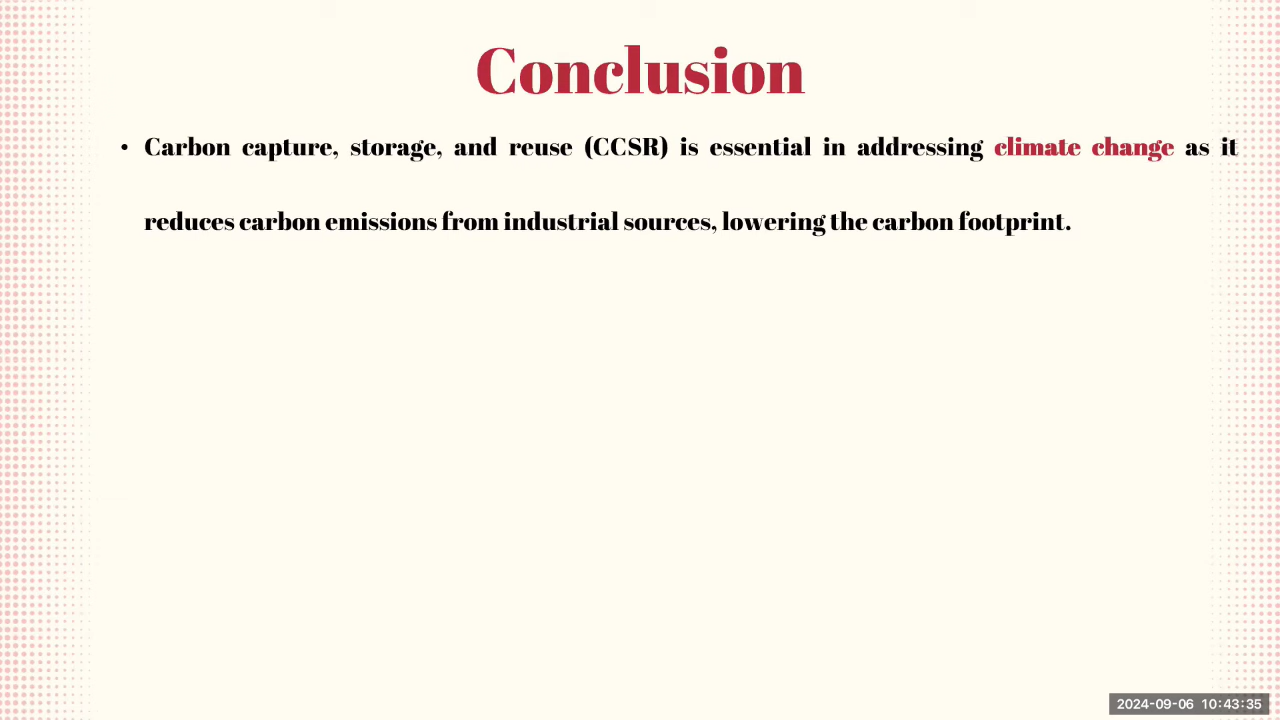 Conclusion
• Carbon capture, storage, and reuse (CCSR) is essential in addressing climate change as it
reduces carbon emissions from industrial sources, lowering the carbon footprint.
2024-09-06 10:43:35